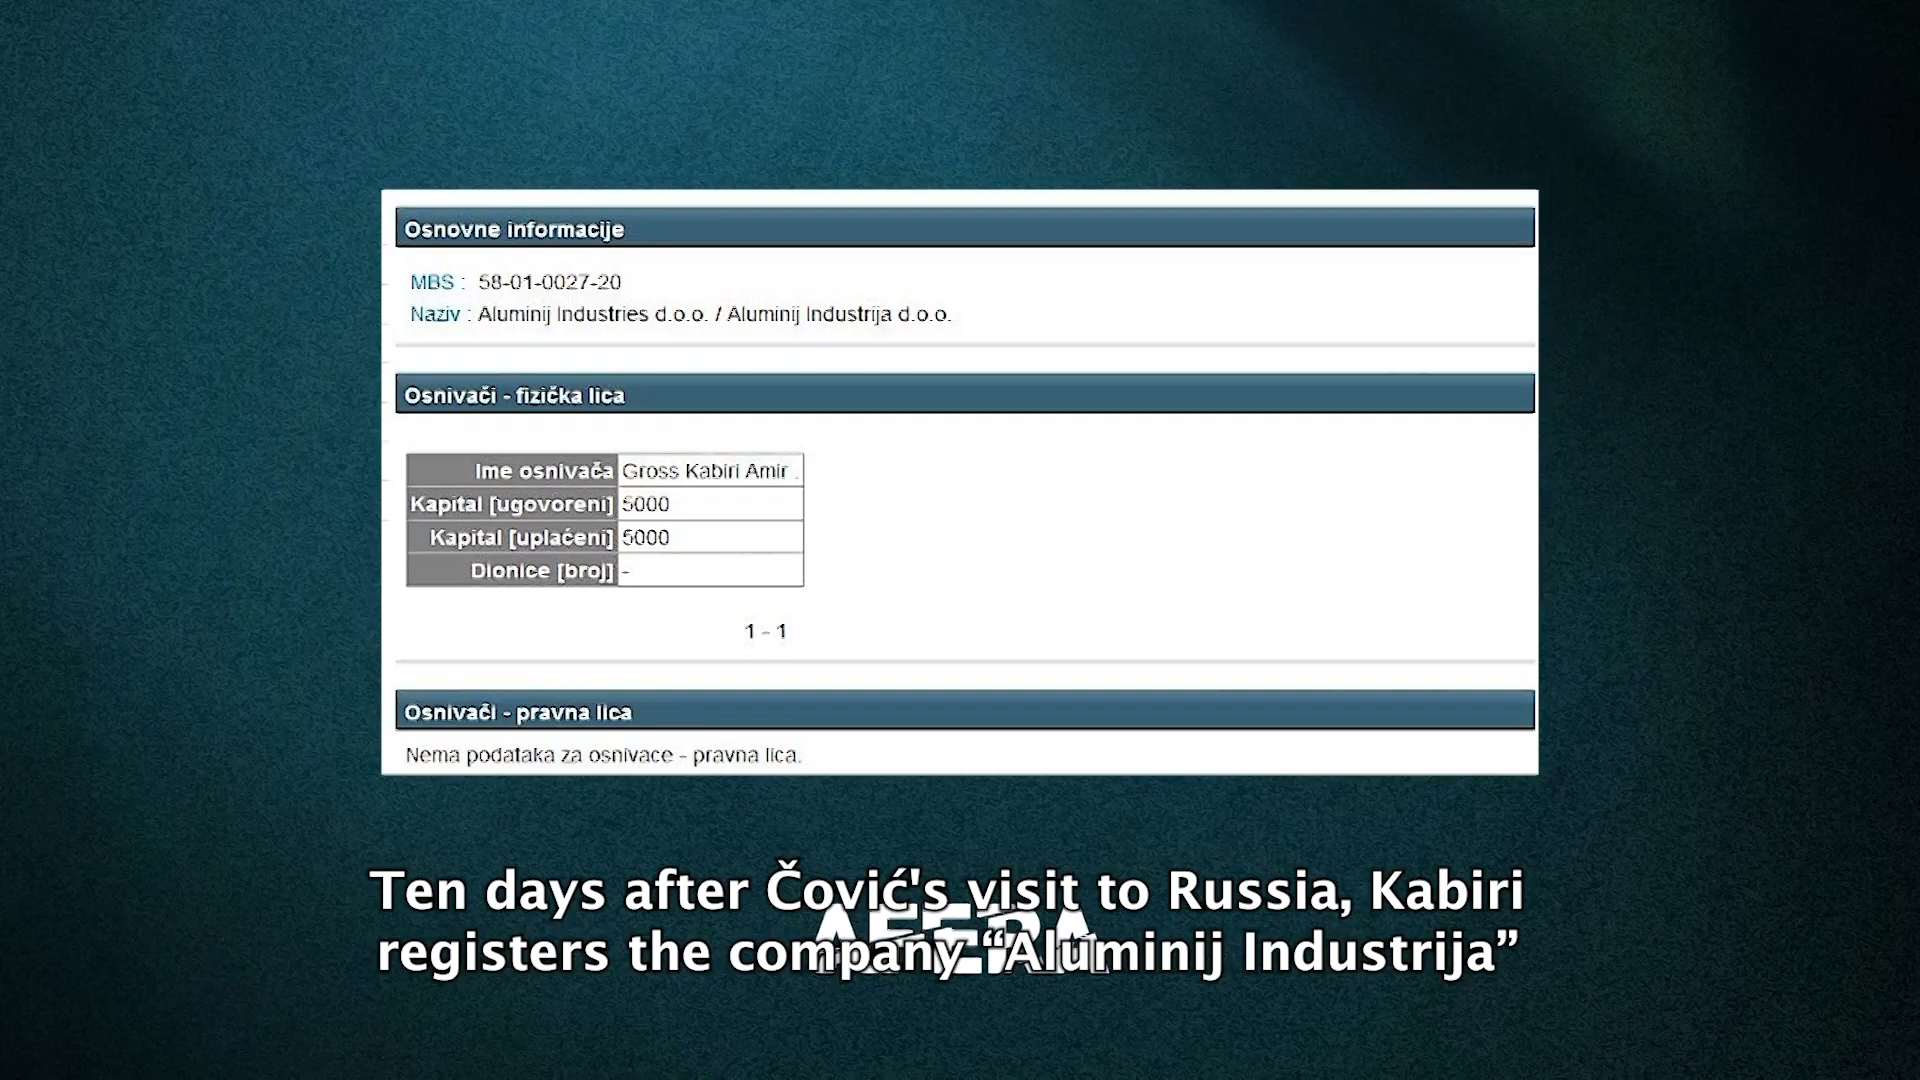 Osnovne informacije
MBS : 58-01-0027-20
Naziv : Aluminij Industries d.o.o. / Aluminij Industrija d.o.o.
Osnivači - fizička lica
Ime osnivača Gross Kabiri Amir .
Kapital [ugovoreni] 5000
Kapital [uplaćeni] 5000
Dionice [broj] -
1 - 1
Osnivači - pravna lica
Nema podataka za osnivace - pravna lica.
Ten days after Čović's visit to Russia, Kabiri
registers the company “Aluminij Industrija”